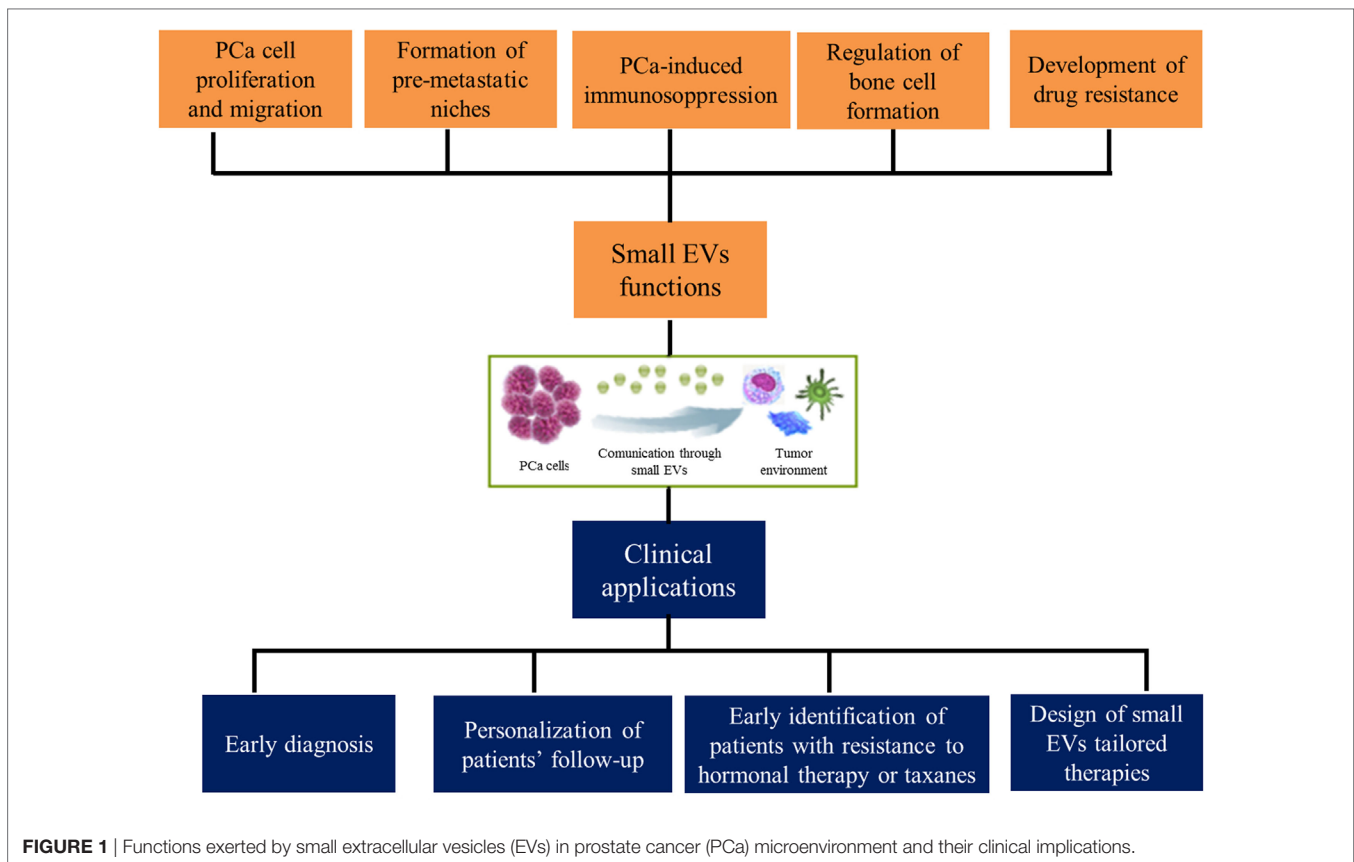 PCa cell
proliferation
and migration
Formation of
pre-metastatic
niches
PCa-induced
immunosoppression
Regulation of
bone cell
formation
Development of
drug resistance
Small EVs
functions
PCa cells
Comunication through
small EVs
Tumor
environment
Clinical
applications
Early diagnosis
Personalization of
patients’ follow-up
Early identification of
patients with resistance to
hormonal therapy or taxanes
Design of small
EVs tailored
therapies
FIGURE 1 | Functions exerted by small extracellular vesicles (EVs) in prostate cancer (PCa) microenvironment and their clinical implications.